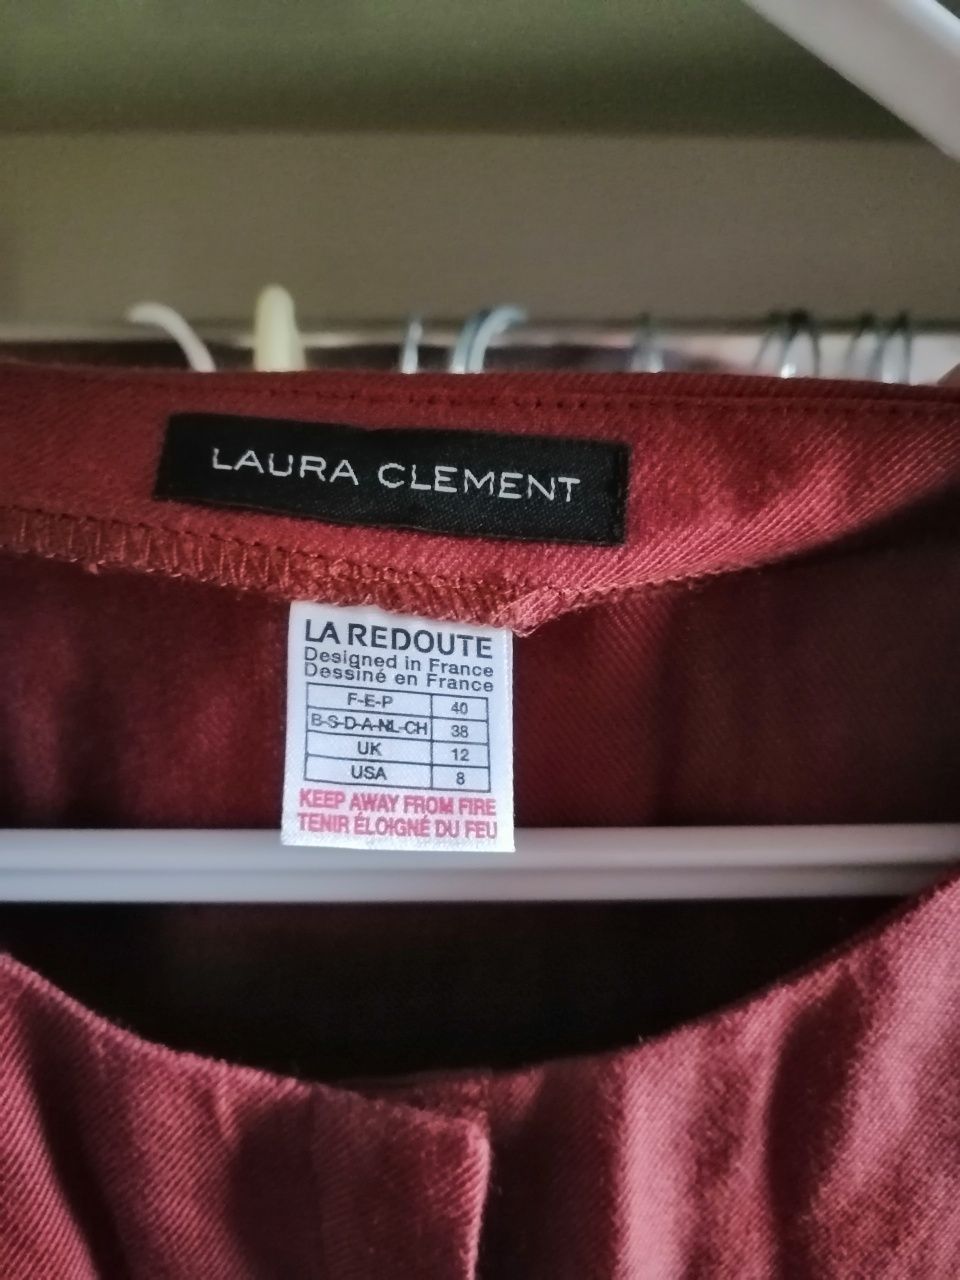 LAURA CLEMENT
LA REDOUTE
Designed in France
Dessiné en France
F-E-P 40
B-S-D-A-NL-CH 38
UK 12
USA 8
KEEP AWAY FROM FIRE
TENIR ÉLOIGNÉ DU FEU